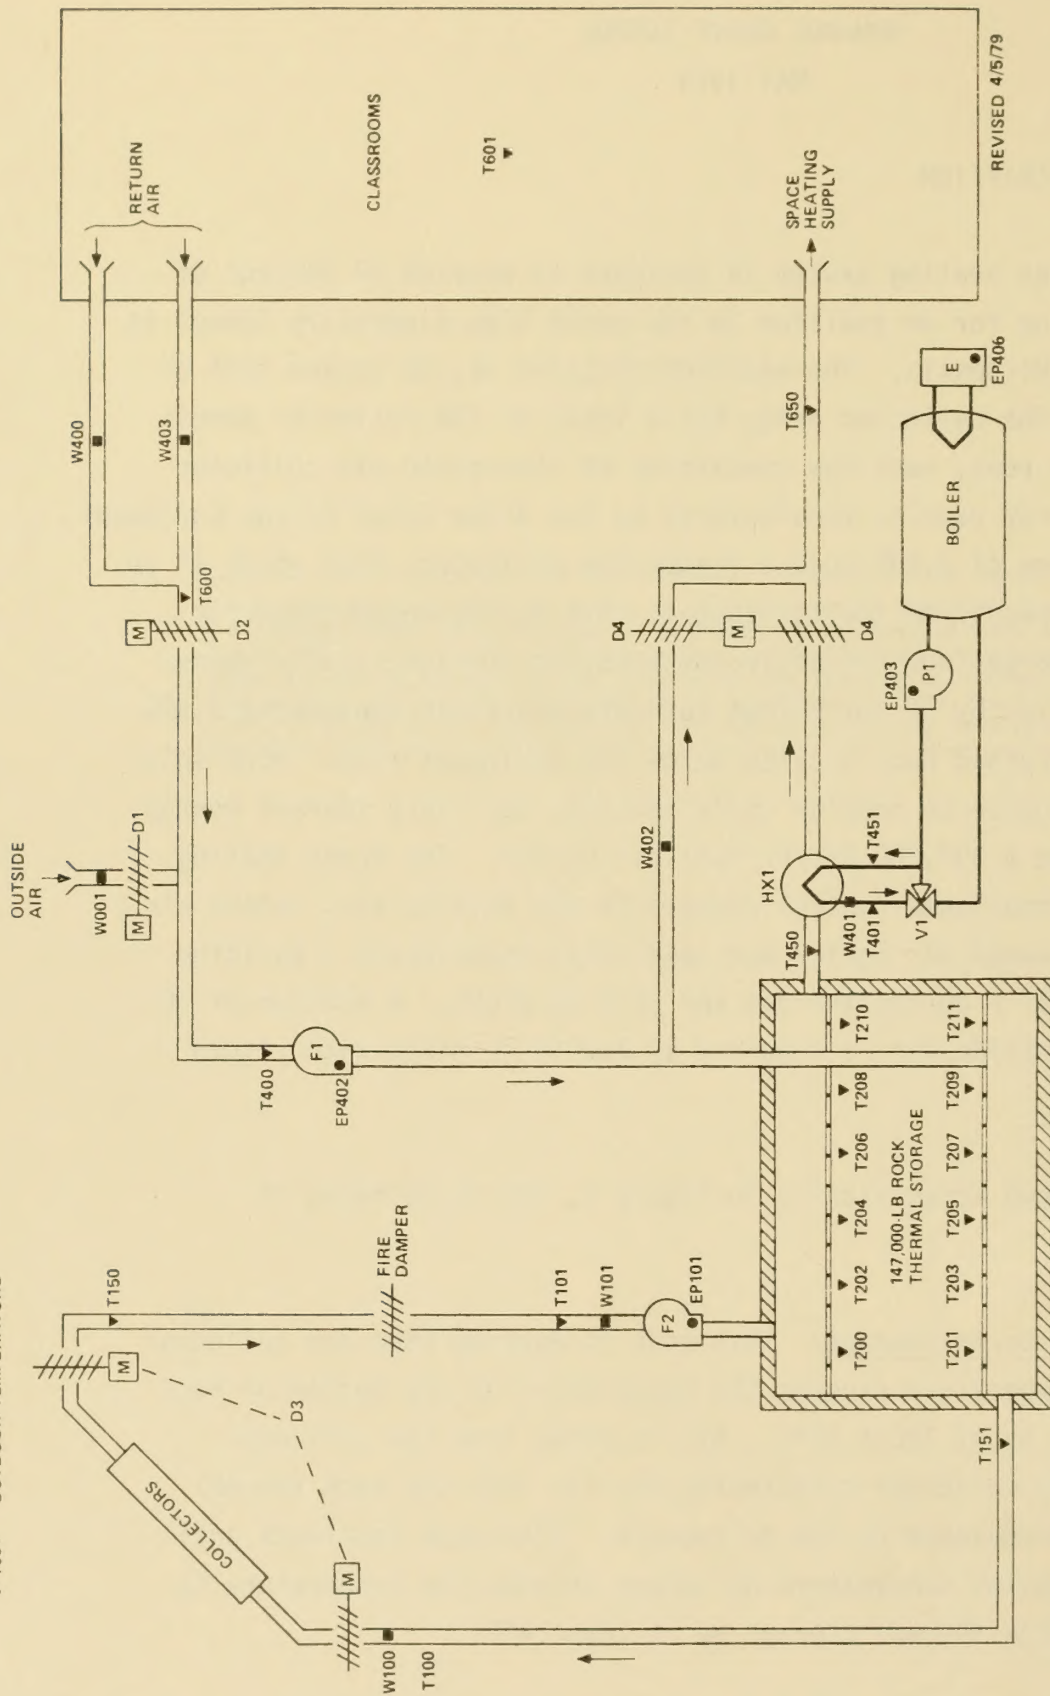 OUTSIDE
AIR
W001
M
D1
W400
W403
RETURN
AIR
CLASSROOMS
T601
T600
M
D2
T400
F1
EP402
D4
M
D4
W402
T650
SPACE
HEATING
SUPPLY
EP403
P1
BOILER
E
EP406
HX1
T450
W401
T401
T451
V1
T150
M
D3
COLLECTORS
M
W100
T100
FIRE
DAMPER
T101
W101
F2
EP101
T200
T202
T204
T206
T208
T210
147,000-LB ROCK
THERMAL STORAGE
T201
T203
T205
T207
T209
T211
T151
REVISED 4/5/79